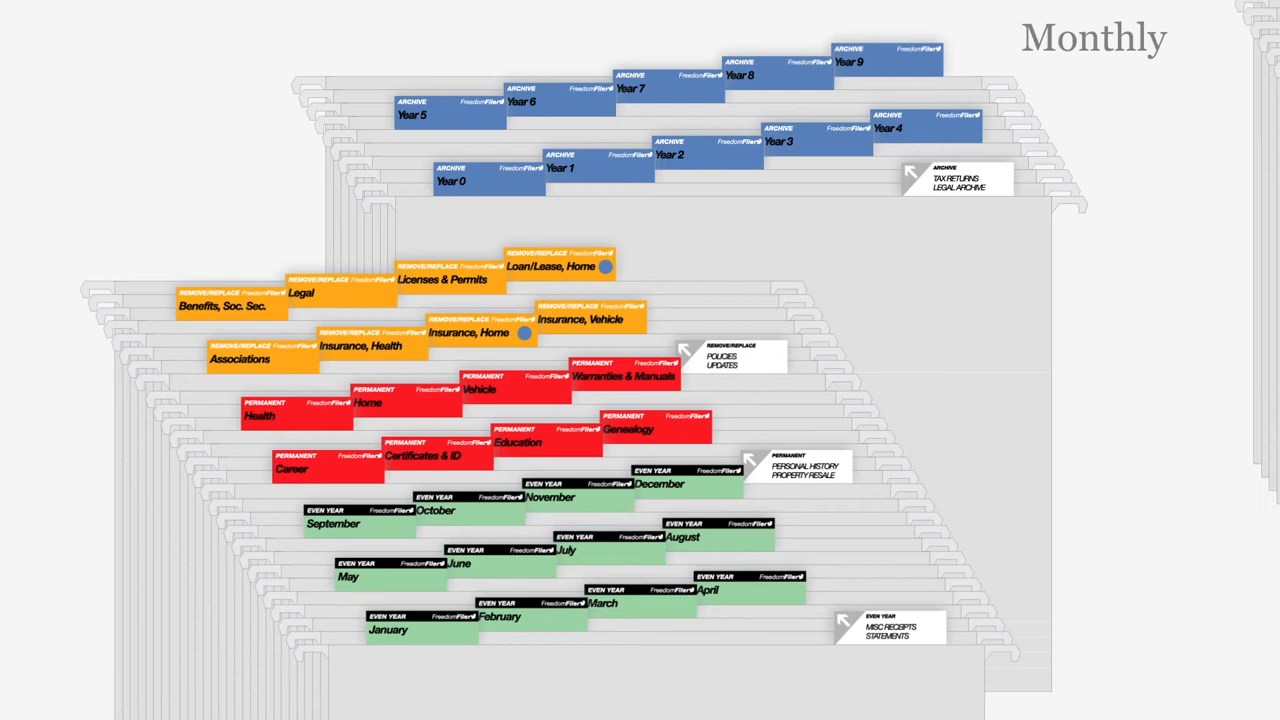 Monthly
ARCHIVE FreedomFiler
Year 9
ARCHIVE FreedomFiler
Year 8
ARCHIVE FreedomFiler
Year 7
ARCHIVE FreedomFiler
Year 6
ARCHIVE FreedomFiler
Year 5
ARCHIVE FreedomFiler
Year 4
ARCHIVE FreedomFiler
Year 3
ARCHIVE FreedomFiler
Year 2
ARCHIVE FreedomFiler
Year 1
ARCHIVE FreedomFiler
Year 0
ARCHIVE
TAX RETURNS
LEGAL ARCHIVE
REMOVE/REPLACE FreedomFiler
Loan/Lease, Home
REMOVE/REPLACE FreedomFiler
Licenses & Permits
REMOVE/REPLACE FreedomFiler
Legal
REMOVE/REPLACE FreedomFiler
Benefits, Soc. Sec.
REMOVE/REPLACE FreedomFiler
Insurance, Vehicle
REMOVE/REPLACE FreedomFiler
Insurance, Home
REMOVE/REPLACE FreedomFiler
Insurance, Health
REMOVE/REPLACE FreedomFiler
Associations
REMOVE/REPLACE
POLICIES
UPDATES
PERMANENT FreedomFiler
Warranties & Manuals
PERMANENT FreedomFiler
Vehicle
PERMANENT FreedomFiler
Home
PERMANENT FreedomFiler
Health
PERMANENT FreedomFiler
Genealogy
PERMANENT FreedomFiler
Education
PERMANENT FreedomFiler
Certificates & ID
PERMANENT FreedomFiler
Career
PERMANENT
PERSONAL HISTORY
PROPERTY RESALE
EVEN YEAR FreedomFiler
December
EVEN YEAR FreedomFiler
November
EVEN YEAR FreedomFiler
October
EVEN YEAR FreedomFiler
September
EVEN YEAR FreedomFiler
August
EVEN YEAR FreedomFiler
July
EVEN YEAR FreedomFiler
June
EVEN YEAR FreedomFiler
May
EVEN YEAR FreedomFiler
April
EVEN YEAR FreedomFiler
March
EVEN YEAR FreedomFiler
February
EVEN YEAR FreedomFiler
January
EVEN YEAR
MISC RECEIPTS
STATEMENTS